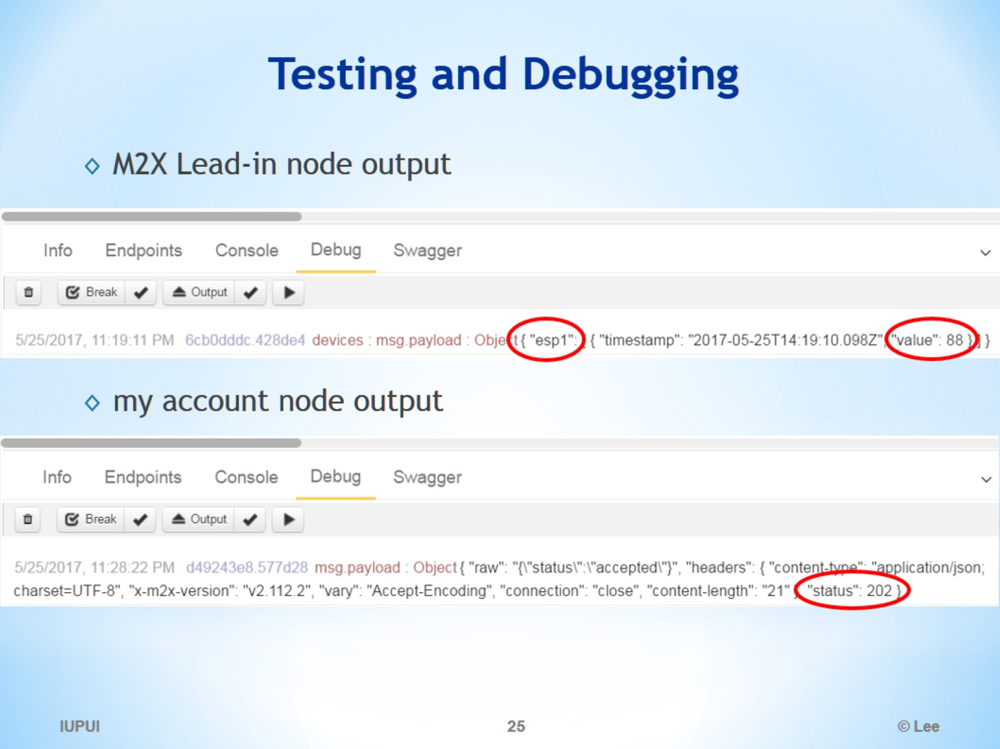 Testing and Debugging
M2X Lead-in node output
Info Endpoints Console Debug Swagger
Break Output
5/25/2017, 11:19:11 PM 6cb0dddc.428de4 devices : msg.payload : Object { "esp1": [ { "timestamp": "2017-05-25T14:19:10.098Z", "value": 88 } ] }
my account node output
Info Endpoints Console Debug Swagger
Break Output
5/25/2017, 11:28:22 PM d49243e8.577d28 msg.payload : Object { "raw": "{\"status\":\"accepted\"}", "headers": { "content-type": "application/json;
charset=UTF-8", "x-m2x-version": "v2.112.2", "vary": "Accept-Encoding", "connection": "close", "content-length": "21" }, "status": 202 }
IUPUI 25 © Lee